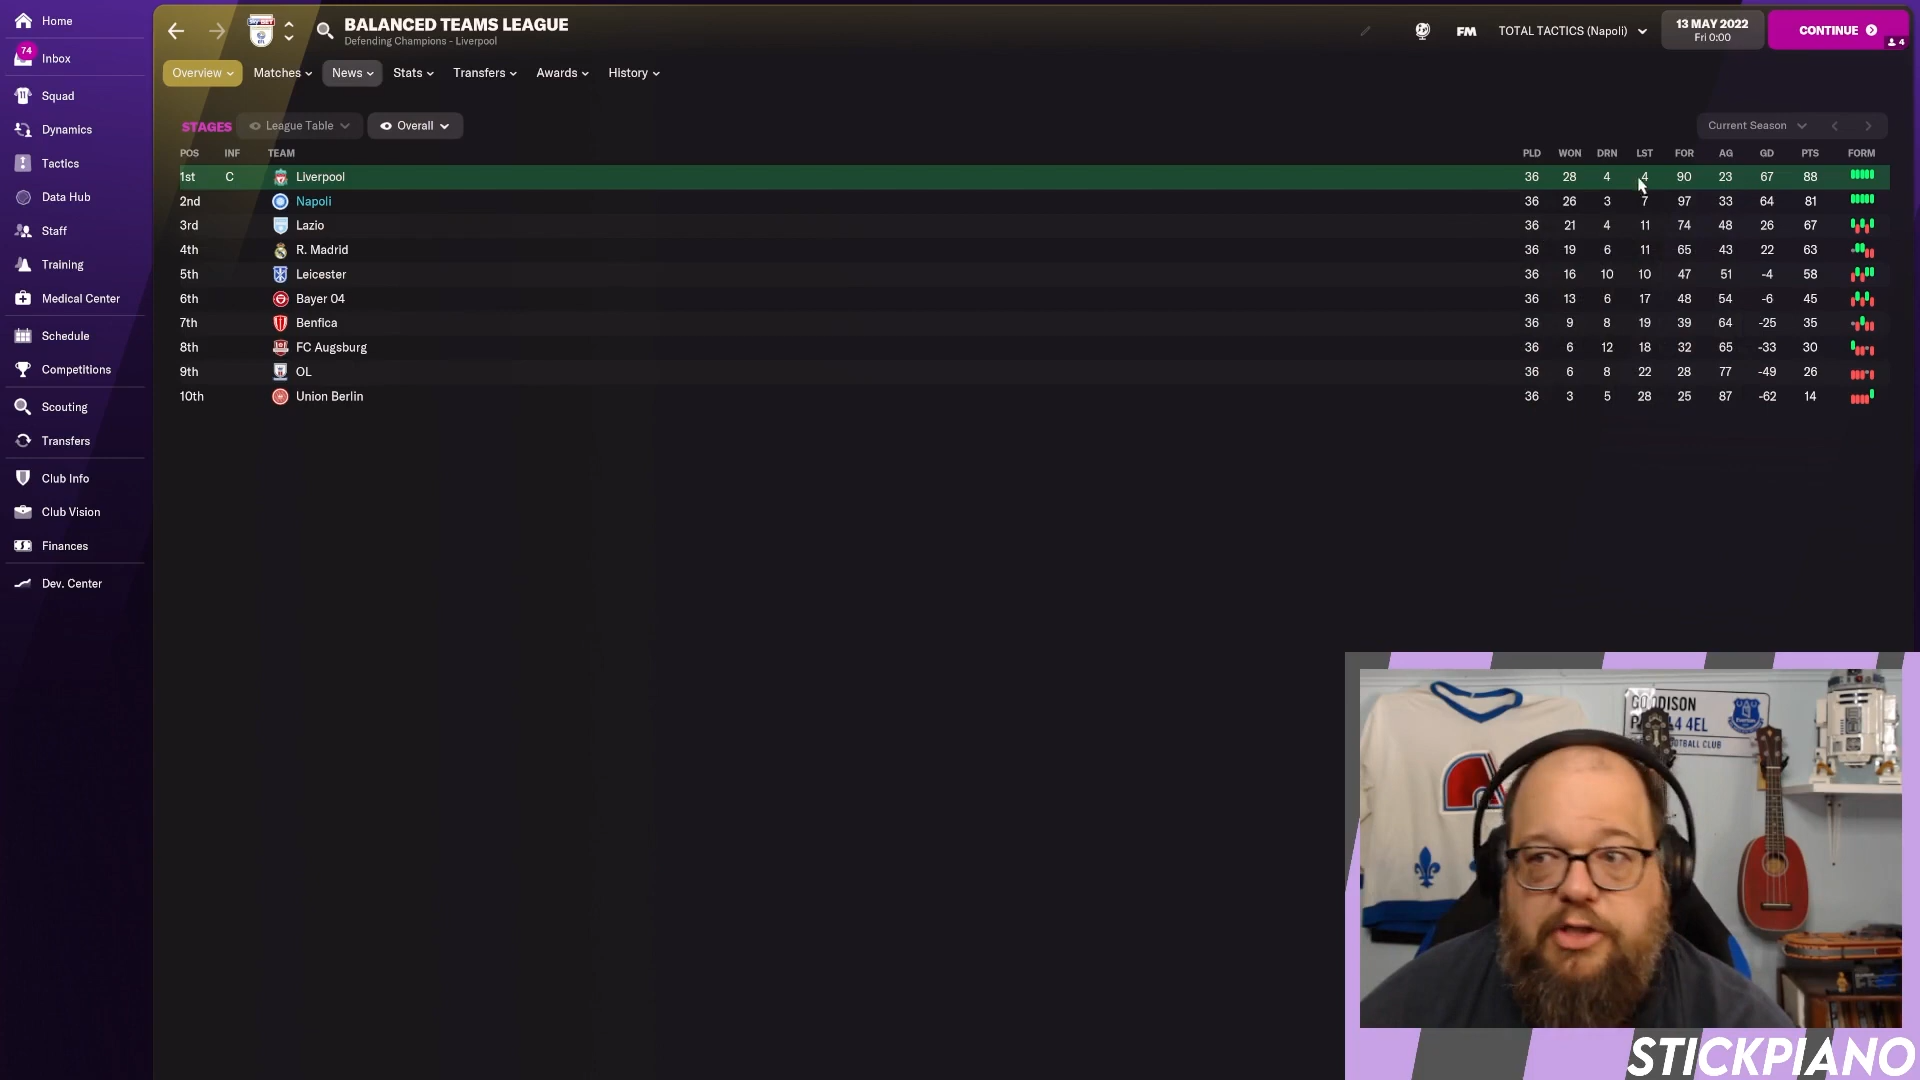 Home
74
Inbox
Squad
Dynamics
Tactics
Data Hub
Staff
Training
Medical Center
Schedule
Competitions
Scouting
Transfers
Club Info
Club Vision
Finances
Dev. Center
BALANCED TEAMS LEAGUE
Defending Champions - Liverpool
FM
TOTAL TACTICS (Napoli)
13 MAY 2022
Fri 0:00
CONTINUE
4
Overview Matches News Stats Transfers Awards History
STAGES League Table Overall Current Season
POS INF TEAM PLD WON DRN LST FOR AG GD PTS FORM
1st C Liverpool 36 28 4 4 90 23 67 88
2nd Napoli 36 26 3 7 97 33 64 81
3rd Lazio 36 21 4 11 74 48 26 67
4th R. Madrid 36 19 6 11 65 43 22 63
5th Leicester 36 16 10 10 47 51 -4 58
6th Bayer 04 36 13 6 17 48 54 -6 45
7th Benfica 36 9 8 19 39 64 -25 35
8th FC Augsburg 36 6 12 18 32 65 -33 30
9th OL 36 6 8 22 28 77 -49 26
10th Union Berlin 36 3 5 28 25 87 -62 14
4 4EL
FOOTBALL CLUB
STICKPIANO